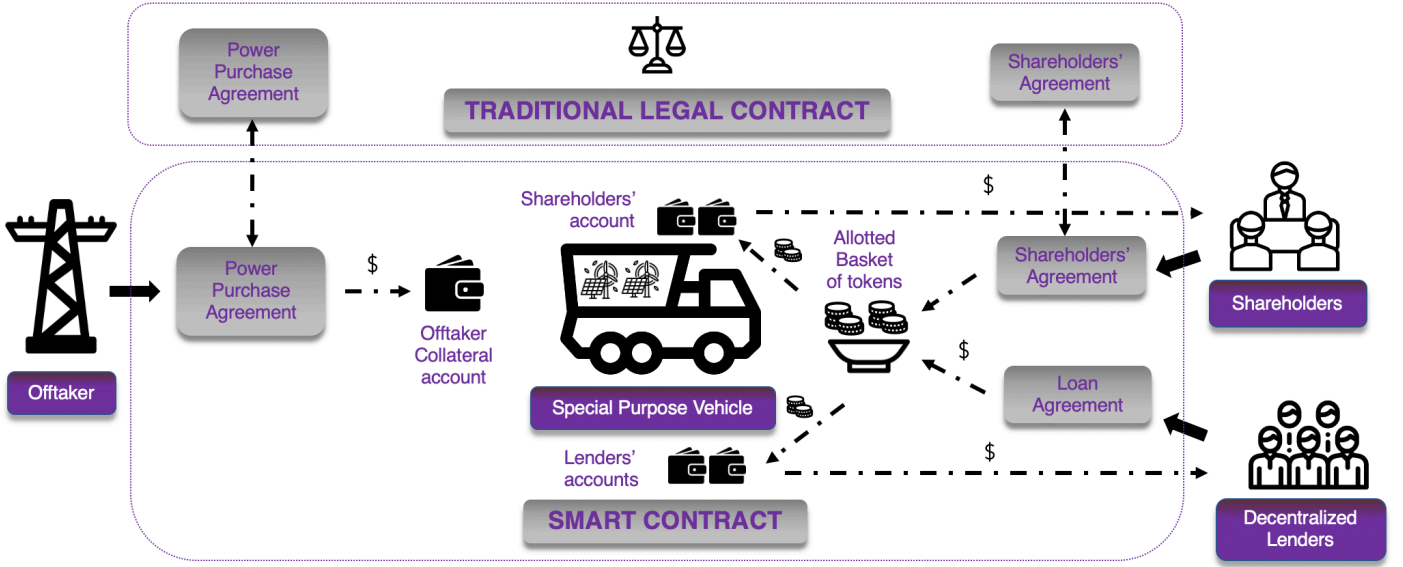 Power
Purchase
Agreement
TRADITIONAL LEGAL CONTRACT
Shareholders’
Agreement
Shareholders’
account
$
Allotted
Basket
of tokens
Shareholders’
Agreement
Shareholders
Power
Purchase
Agreement
$
Offtaker
Collateral
account
Offtaker
Special Purpose Vehicle
$
Loan
Agreement
Lenders’
accounts
$
SMART CONTRACT
Decentralized
Lenders